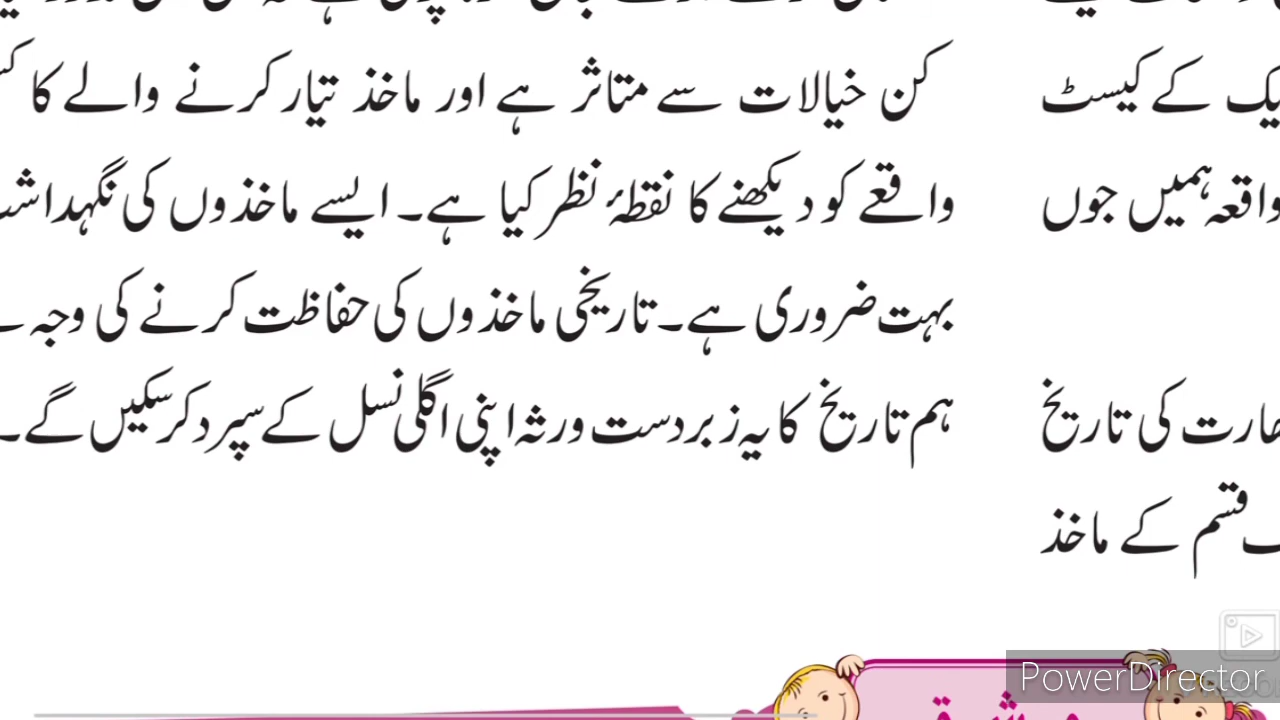 یک کے کیسٹ
واقعہ ہمیں جوں
بھارت کی تاریخ
قسم کے ماخذ
کن خیالات سے متاثر ہے اور ماخذ تیار کرنے والے کا
واقعے کو دیکھنے کا نقطۂ نظر کیا ہے۔ ایسے ماخذوں کی
بہت ضروری ہے۔ تاریخی ماخذوں کی حفاظت کرنے کی وجہ
ہم تاریخ کا یہ زبردست ورثہ اپنی اگلی نسل کے سپرد کرسکیں گے۔
PowerDirector